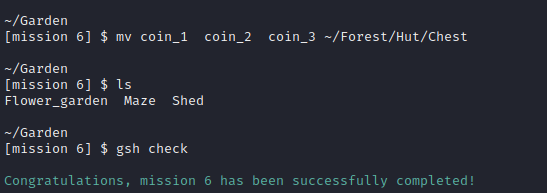 ~/Garden
[mission 6] $ mv coin_1  coin_2  coin_3 ~/Forest/Hut/Chest
~/Garden
[mission 6] $ ls
Flower_garden  Maze  Shed
~/Garden
[mission 6] $ gsh check
Congratulations, mission 6 has been successfully completed!